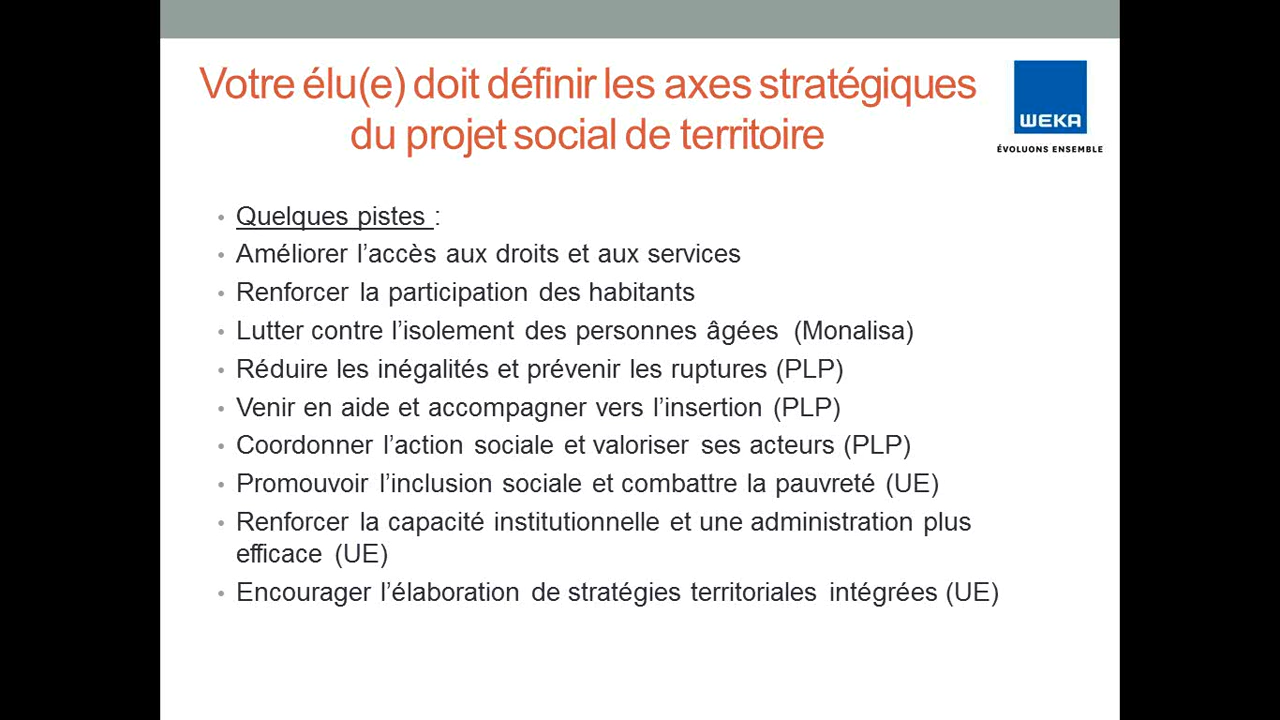 Votre élu(e) doit définir les axes stratégiques
du projet social de territoire
WEKA
ÉVOLUONS ENSEMBLE
• Quelques pistes :
• Améliorer l’accès aux droits et aux services
• Renforcer la participation des habitants
• Lutter contre l’isolement des personnes âgées (Monalisa)
• Réduire les inégalités et prévenir les ruptures (PLP)
• Venir en aide et accompagner vers l’insertion (PLP)
• Coordonner l’action sociale et valoriser ses acteurs (PLP)
• Promouvoir l’inclusion sociale et combattre la pauvreté (UE)
• Renforcer la capacité institutionnelle et une administration plus
efficace (UE)
• Encourager l’élaboration de stratégies territoriales intégrées (UE)